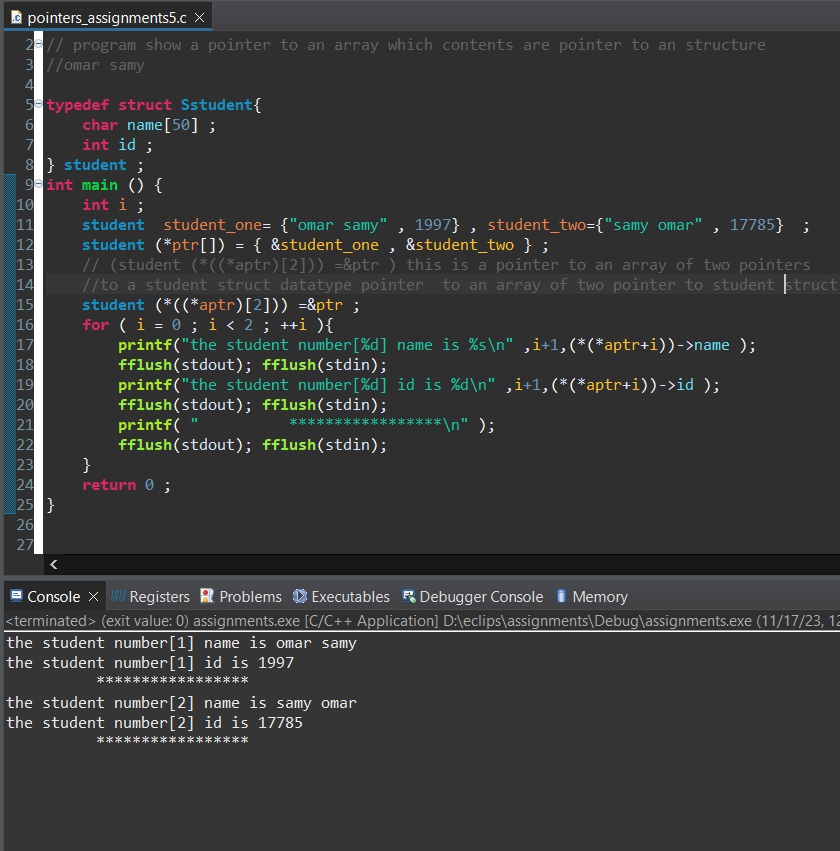 pointers_assignments5.c
2 // program show a pointer to an array which contents are pointer to an structure
3 //omar samy
4
5 typedef struct Sstudent{
6     char name[50] ;
7     int id ;
8 } student ;
9 int main () {
10     int i ;
11     student  student_one= {"omar samy" , 1997} , student_two={"samy omar" , 17785}  ;
12     student (*ptr[]) = { &student_one , &student_two } ;
13     // (student (*((*aptr)[2])) =&ptr ) this is a pointer to an array of two pointers
14     //to a student struct datatype pointer  to an array of two pointer to student struct
15     student (*((*aptr)[2])) =&ptr ;
16     for ( i = 0 ; i < 2 ; ++i ){
17         printf("the student number[%d] name is %s\n" ,i+1,(*(*aptr+i))->name );
18         fflush(stdout); fflush(stdin);
19         printf("the student number[%d] id is %d\n" ,i+1,(*(*aptr+i))->id );
20         fflush(stdout); fflush(stdin);
21         printf( "          *****************\n" );
22         fflush(stdout); fflush(stdin);
23     }
24     return 0 ;
25 }
26
27
Console Registers Problems Executables Debugger Console Memory
<terminated> (exit value: 0) assignments.exe [C/C++ Application] D:\eclips\assignments\Debug\assignments.exe (11/17/23, 12
the student number[1] name is omar samy
the student number[1] id is 1997
          *****************
the student number[2] name is samy omar
the student number[2] id is 17785
          *****************